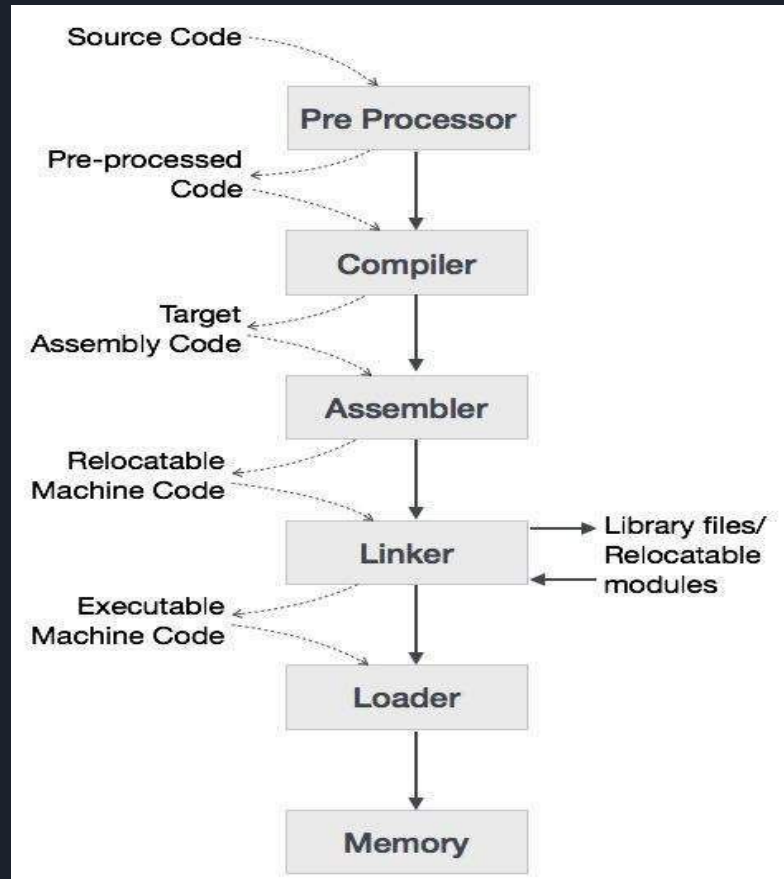 Source Code
Pre Processor
Pre-processed
Code
Compiler
Target
Assembly Code
Assembler
Relocatable
Machine Code
Linker
Library files/
Relocatable
modules
Executable
Machine Code
Loader
Memory